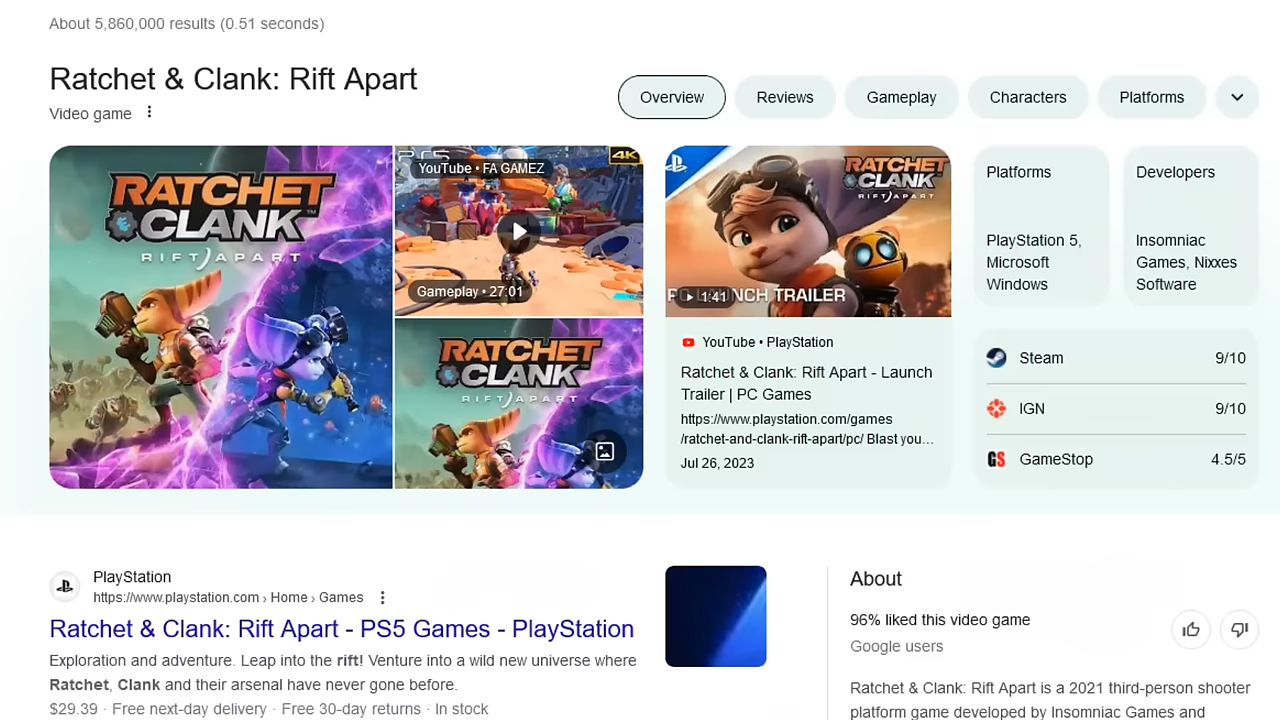 About 5,860,000 results (0.51 seconds)
Ratchet & Clank: Rift Apart
Video game
Overview
Reviews
Gameplay
Characters
Platforms
RATCHET
CLANK
RIFT APART
PS5
4K
YouTube • FA GAMEZ
Gameplay • 27:01
RATCHET
CLANK
RIFT APART
RATCHET
CLANK
RIFT APART
1:41
NCH TRAILER
YouTube • PlayStation
Ratchet & Clank: Rift Apart - Launch
Trailer | PC Games
https://www.playstation.com/games
/ratchet-and-clank-rift-apart/pc/ Blast you...
Jul 26, 2023
Platforms
PlayStation 5,
Microsoft
Windows
Developers
Insomniac
Games, Nixxes
Software
Steam 9/10
IGN 9/10
GS GameStop 4.5/5
PlayStation
https://www.playstation.com › Home › Games
Ratchet & Clank: Rift Apart - PS5 Games - PlayStation
Exploration and adventure. Leap into the rift! Venture into a wild new universe where
Ratchet, Clank and their arsenal have never gone before.
$29.39 · Free next-day delivery · Free 30-day returns · In stock
About
96% liked this video game
Google users
Ratchet & Clank: Rift Apart is a 2021 third-person shooter
platform game developed by Insomniac Games and